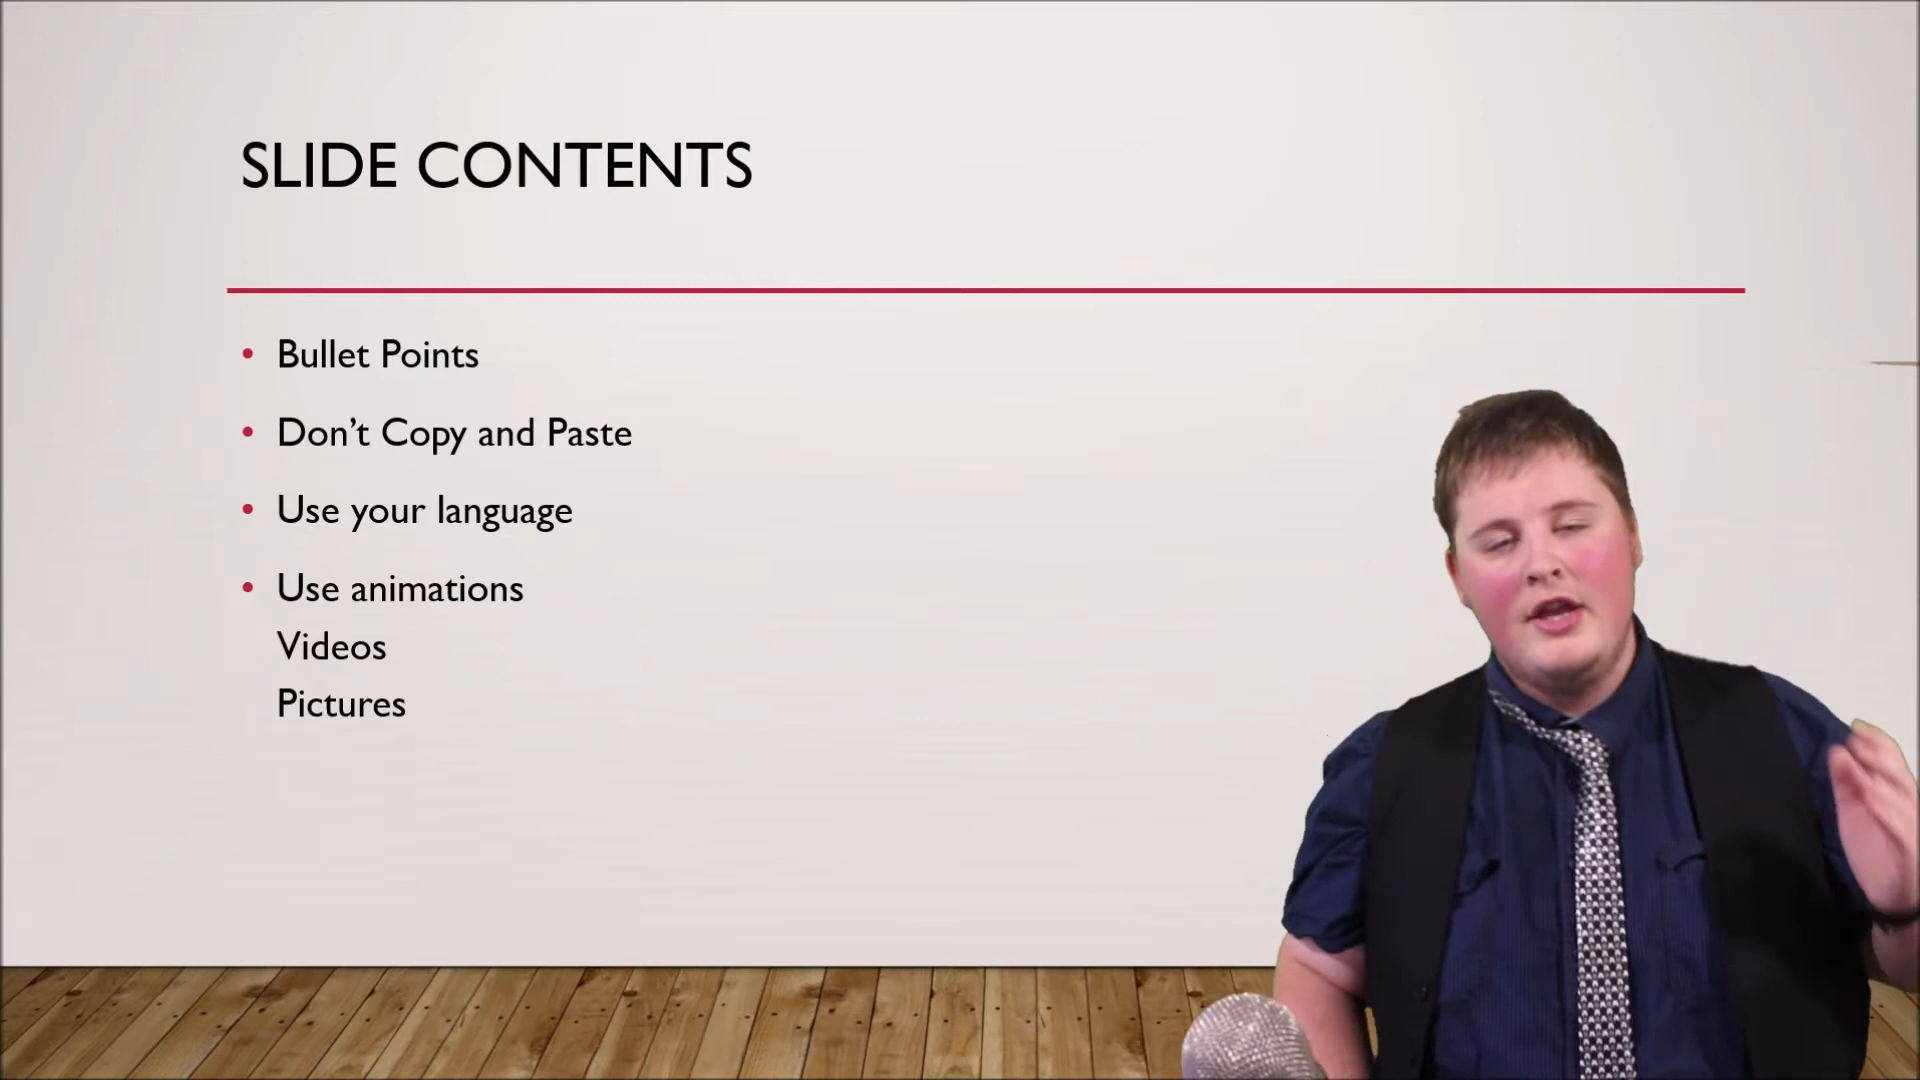 SLIDE CONTENTS
• Bullet Points
• Don’t Copy and Paste
• Use your language
• Use animations
Videos
Pictures